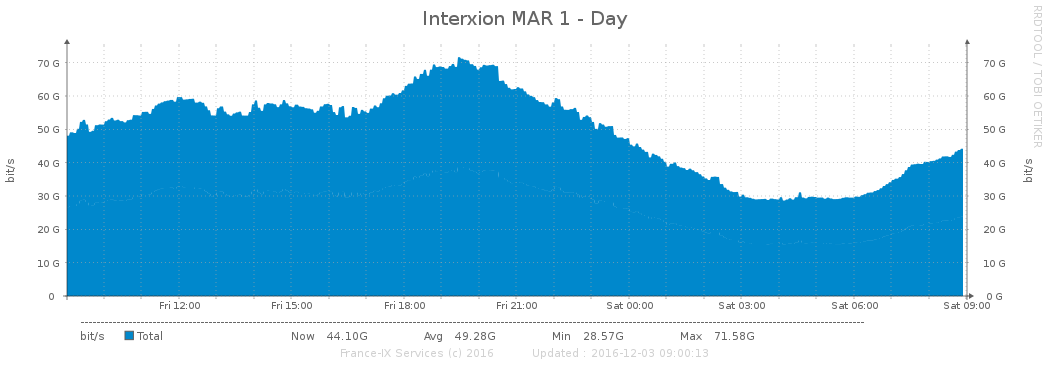 Interxion MAR 1 - Day
RRDTOOL / TOBI OETIKER
bit/s
70 G 70 G
60 G 60 G
50 G 50 G
40 G 40 G
30 G 30 G
20 G 20 G
10 G 10 G
0 0 G
bit/s
Fri 12:00 Fri 15:00 Fri 18:00 Fri 21:00 Sat 00:00 Sat 03:00 Sat 06:00 Sat 09:00
bit/s Total Now 44.10G Avg 49.28G Min 28.57G Max 71.58G
France-IX Services (c) 2016 Updated : 2016-12-03 09:00:13